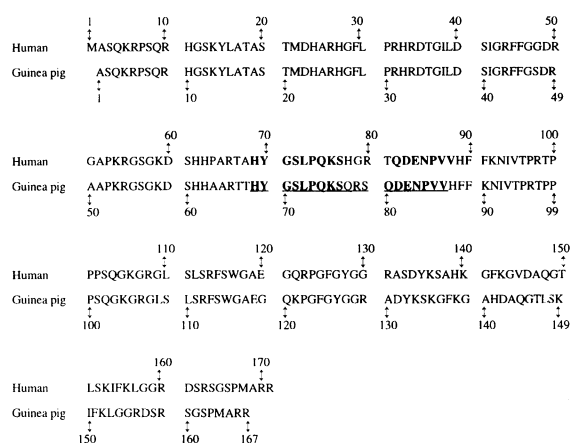 1 10 20 30 40 50
Human MASQKRPSQR HGSKYLATAS TMDHARHGFL PRHRDTGILD SIGRFFGGDR
Guinea pig ASQKRPSQR HGSKYLATAS TMDHARHGFL PRHRDTGILD SIGRFFGSDR
1 10 20 30 40 49
60 70 80 90 100
Human GAPKRGSGKD SHHPARTAHY GSLPQKSHGR TQDENPVVHF FKNIVTPRTP
Guinea pig AAPKRGSGKD SHHAARTTHY GSLPQKSQRS QDENPVVHFF KNIVTPRTPP
50 60 70 80 90 99
110 120 130 140 150
Human PPSQGKGRGL SLSRFSWGAE GQRPGFGYGG RASDYKSAHK GFKGVDAQGT
Guinea pig PSQGKGRGLS LSRFSWGAEG QKPGFGYGGR ADYKSKGFKG AHDAQGTLSK
100 110 120 130 140 149
160 170
Human LSKIFKLGGR DSRSGSPMARR
Guinea pig IFKLGGRDSR SGSPMARR
150 160 167